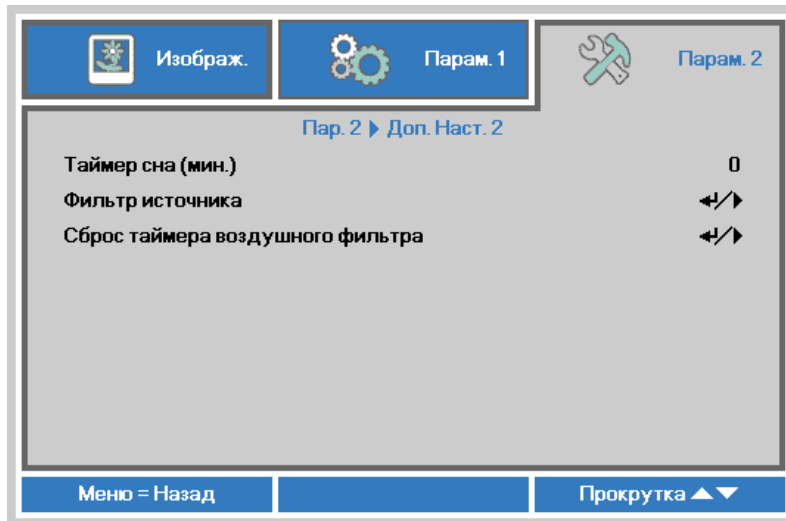 Изображ. Парам. 1 Парам. 2
Пар. 2 ▶ Доп. Наст. 2
Таймер сна (мин.) 0
Фильтр источника ↵/▶
Сброс таймера воздушного фильтра ↵/▶
Меню = Назад Прокрутка ▲▼